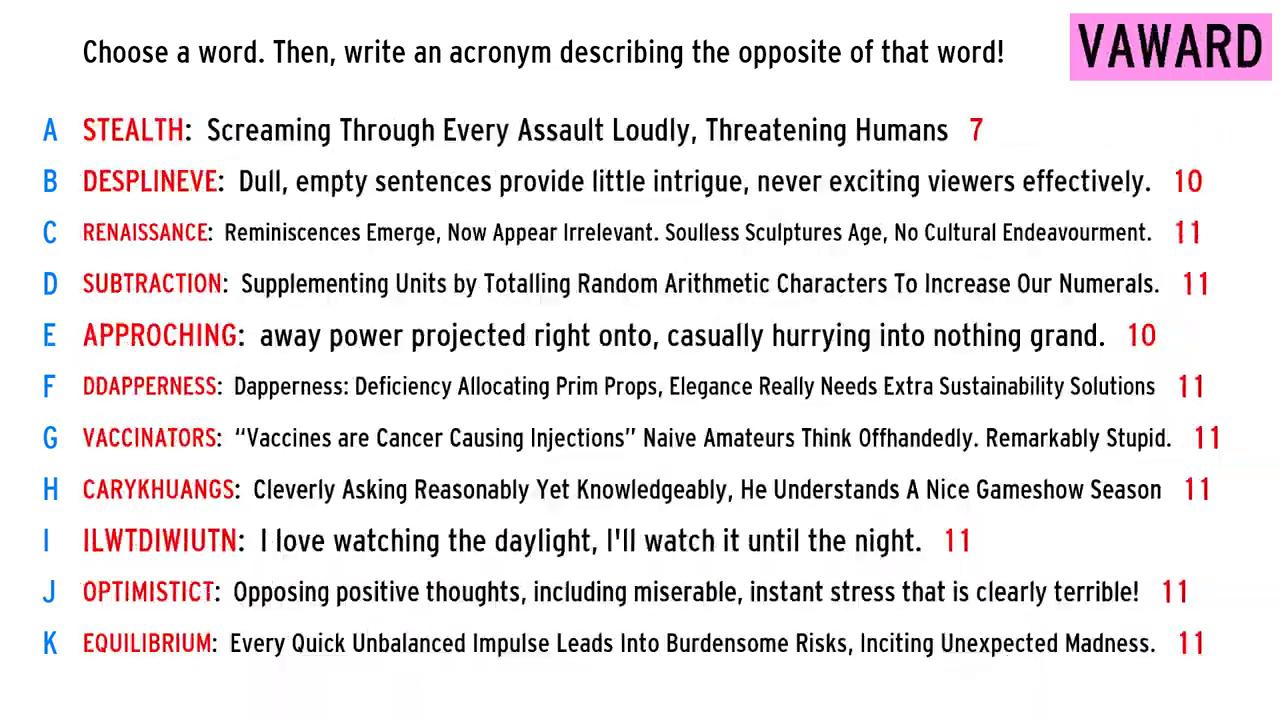 Choose a word. Then, write an acronym describing the opposite of that word!
VAWARD
A STEALTH: Screaming Through Every Assault Loudly, Threatening Humans 7
B DESPLINEVE: Dull, empty sentences provide little intrigue, never exciting viewers effectively. 10
C RENAISSANCE: Reminiscences Emerge, Now Appear Irrelevant. Soulless Sculptures Age, No Cultural Endeavourment. 11
D SUBTRACTION: Supplementing Units by Totalling Random Arithmetic Characters To Increase Our Numerals. 11
E APPROCHING: away power projected right onto, casually hurrying into nothing grand. 10
F DDAPPERNESS: Dapperness: Deficiency Allocating Prim Props, Elegance Really Needs Extra Sustainability Solutions 11
G VACCINATORS: “Vaccines are Cancer Causing Injections” Naive Amateurs Think Offhandedly. Remarkably Stupid. 11
H CARYKHUANGS: Cleverly Asking Reasonably Yet Knowledgeably, He Understands A Nice Gameshow Season 11
I ILWTDIWIUTN: I love watching the daylight, I'll watch it until the night. 11
J OPTIMISTICT: Opposing positive thoughts, including miserable, instant stress that is clearly terrible! 11
K EQUILIBRIUM: Every Quick Unbalanced Impulse Leads Into Burdensome Risks, Inciting Unexpected Madness. 11